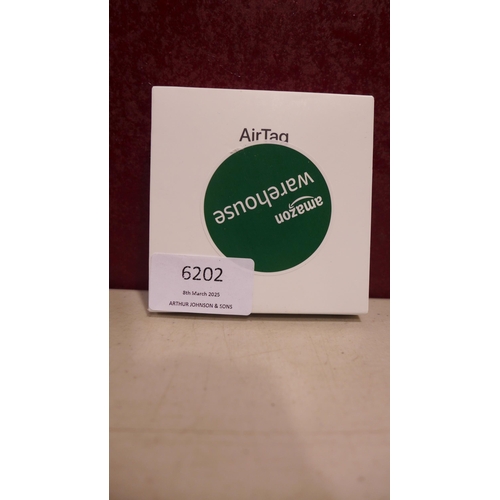 AirTag
amazon
warehouse
6202
8th March 2025
ARTHUR JOHNSON & SONS